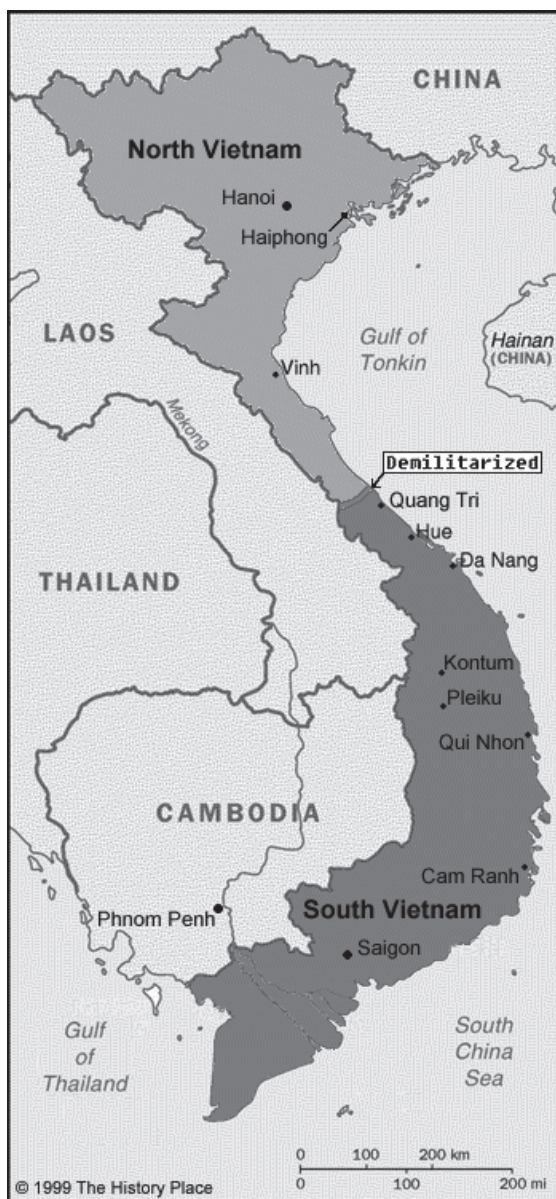 CHINA
North Vietnam
Hanoi
Haiphong
LAOS
Gulf of
Tonkin
Hainan
(CHINA)
Vinh
Mekong
Demilitarized
Quang Tri
Hue
Da Nang
THAILAND
Kontum
Pleiku
Qui Nhon
CAMBODIA
Cam Ranh
Phnom Penh
South Vietnam
Saigon
Gulf
of
Thailand
South
China
Sea
0 100 200 km
0 100 200 mi
© 1999 The History Place